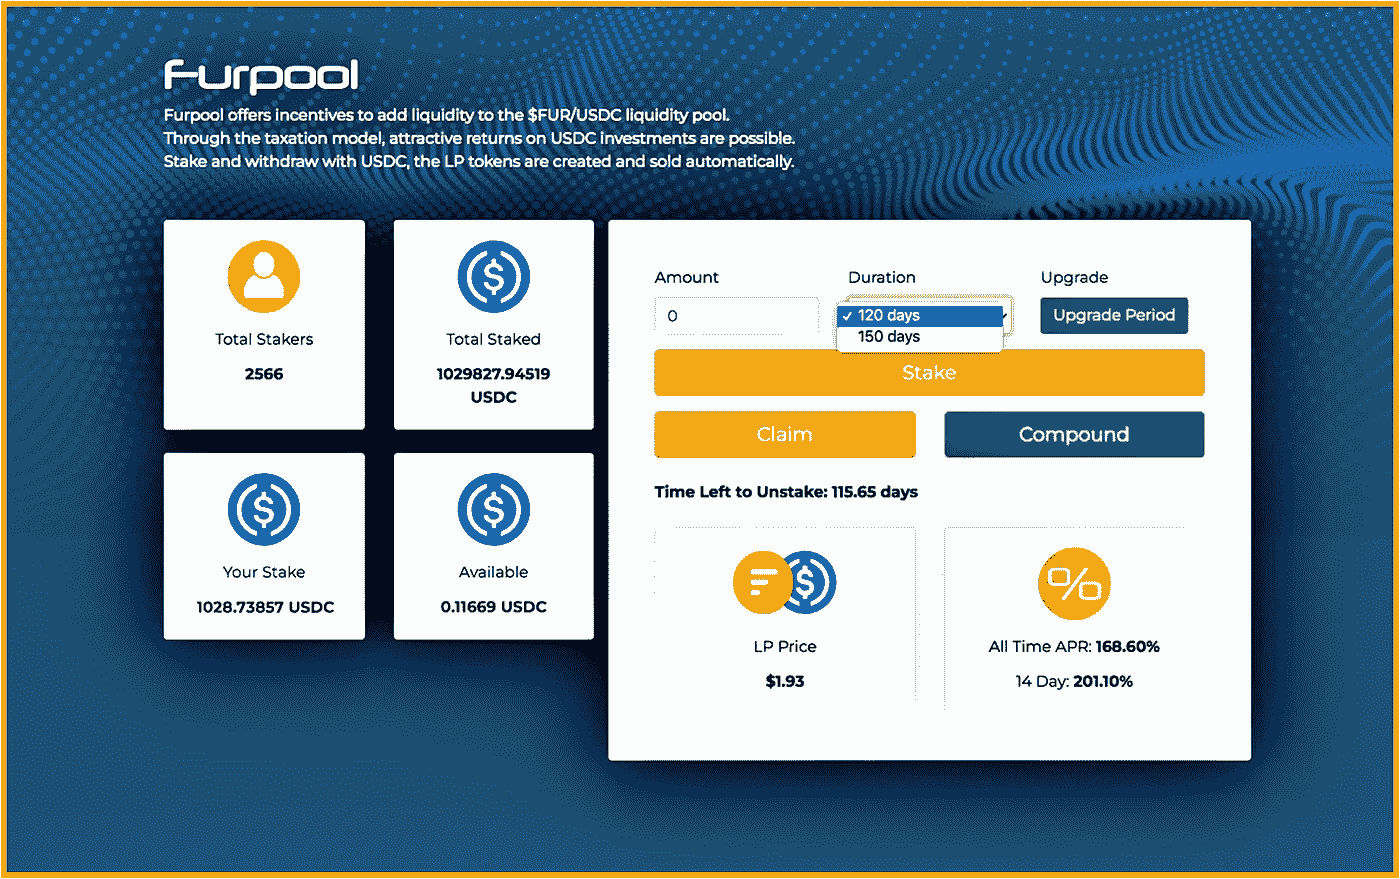 Furpool
Furpool offers incentives to add liquidity to the $FUR/USDC liquidity pool.
Through the taxation model, attractive returns on USDC investments are possible.
Stake and withdraw with USDC, the LP tokens are created and sold automatically.
Total Stakers
2566
Total Staked
1029827.94519
USDC
Your Stake
1028.73857 USDC
Available
0.11669 USDC
Amount
0
Duration
✓ 120 days
150 days
Upgrade
Upgrade Period
Stake
Claim
Compound
Time Left to Unstake: 115.65 days
LP Price
$1.93
All Time APR: 168.60%
14 Day: 201.10%